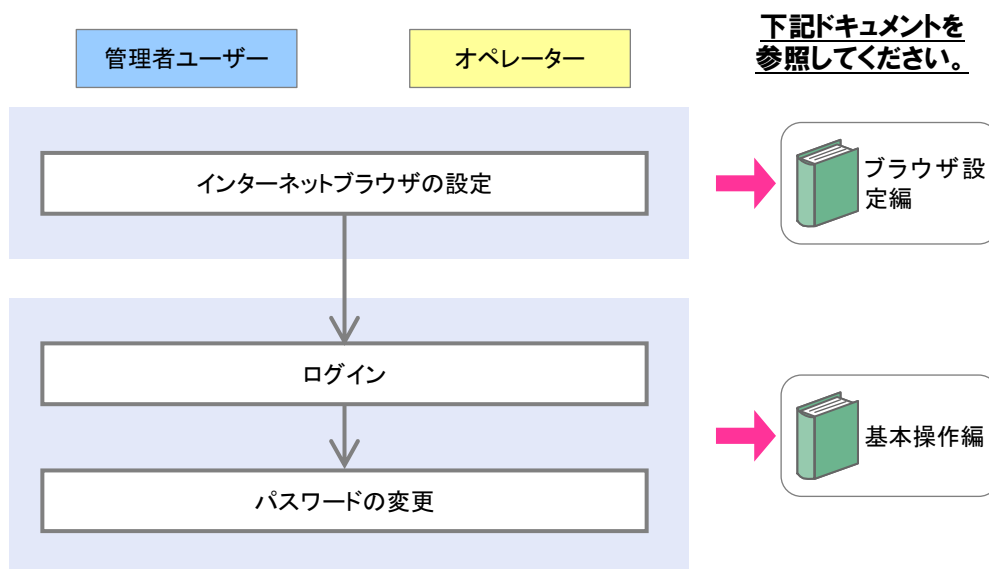 管理者ユーザー
オペレーター
下記ドキュメントを
参照してください。
インターネットブラウザの設定
ブラウザ設
定編
ログイン
パスワードの変更
基本操作編